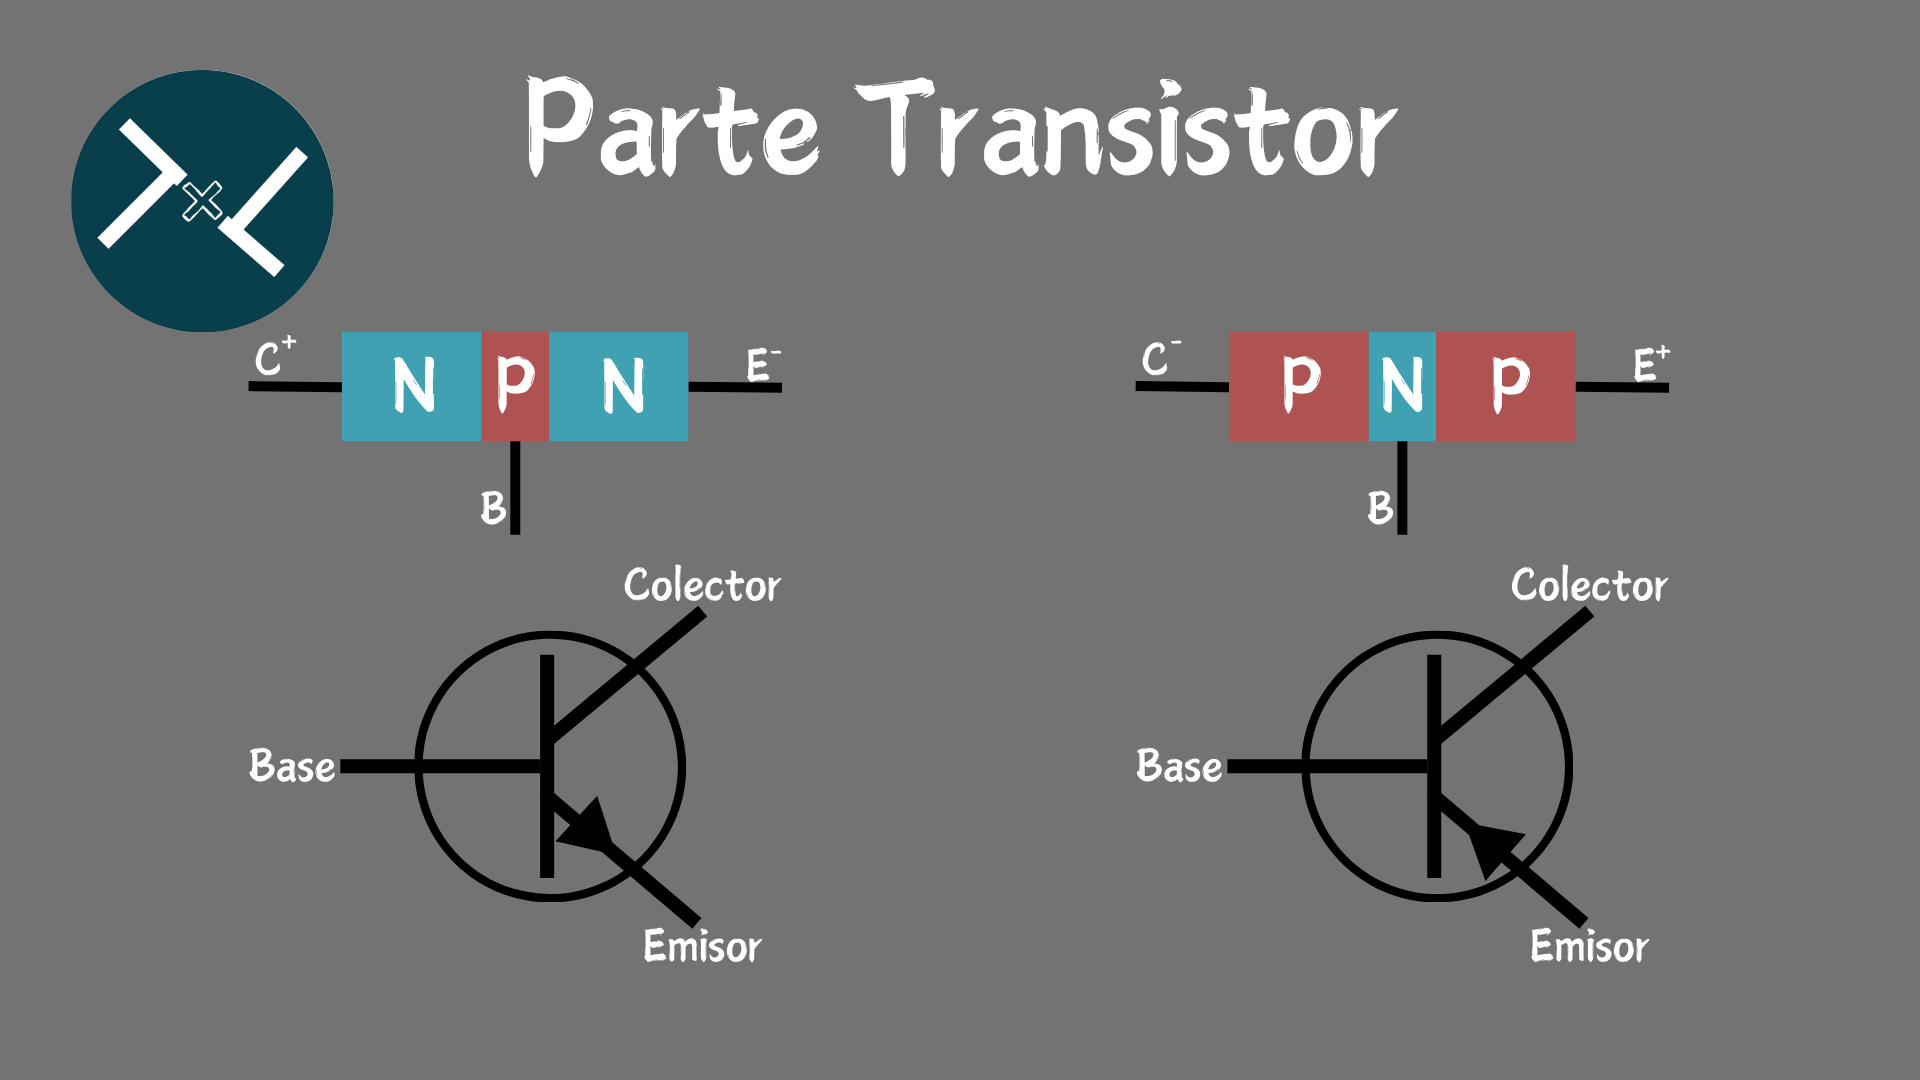 Parte Transistor
C+ N P N E-
B
C- P N P E+
B
Colector
Base
Emisor
Colector
Base
Emisor